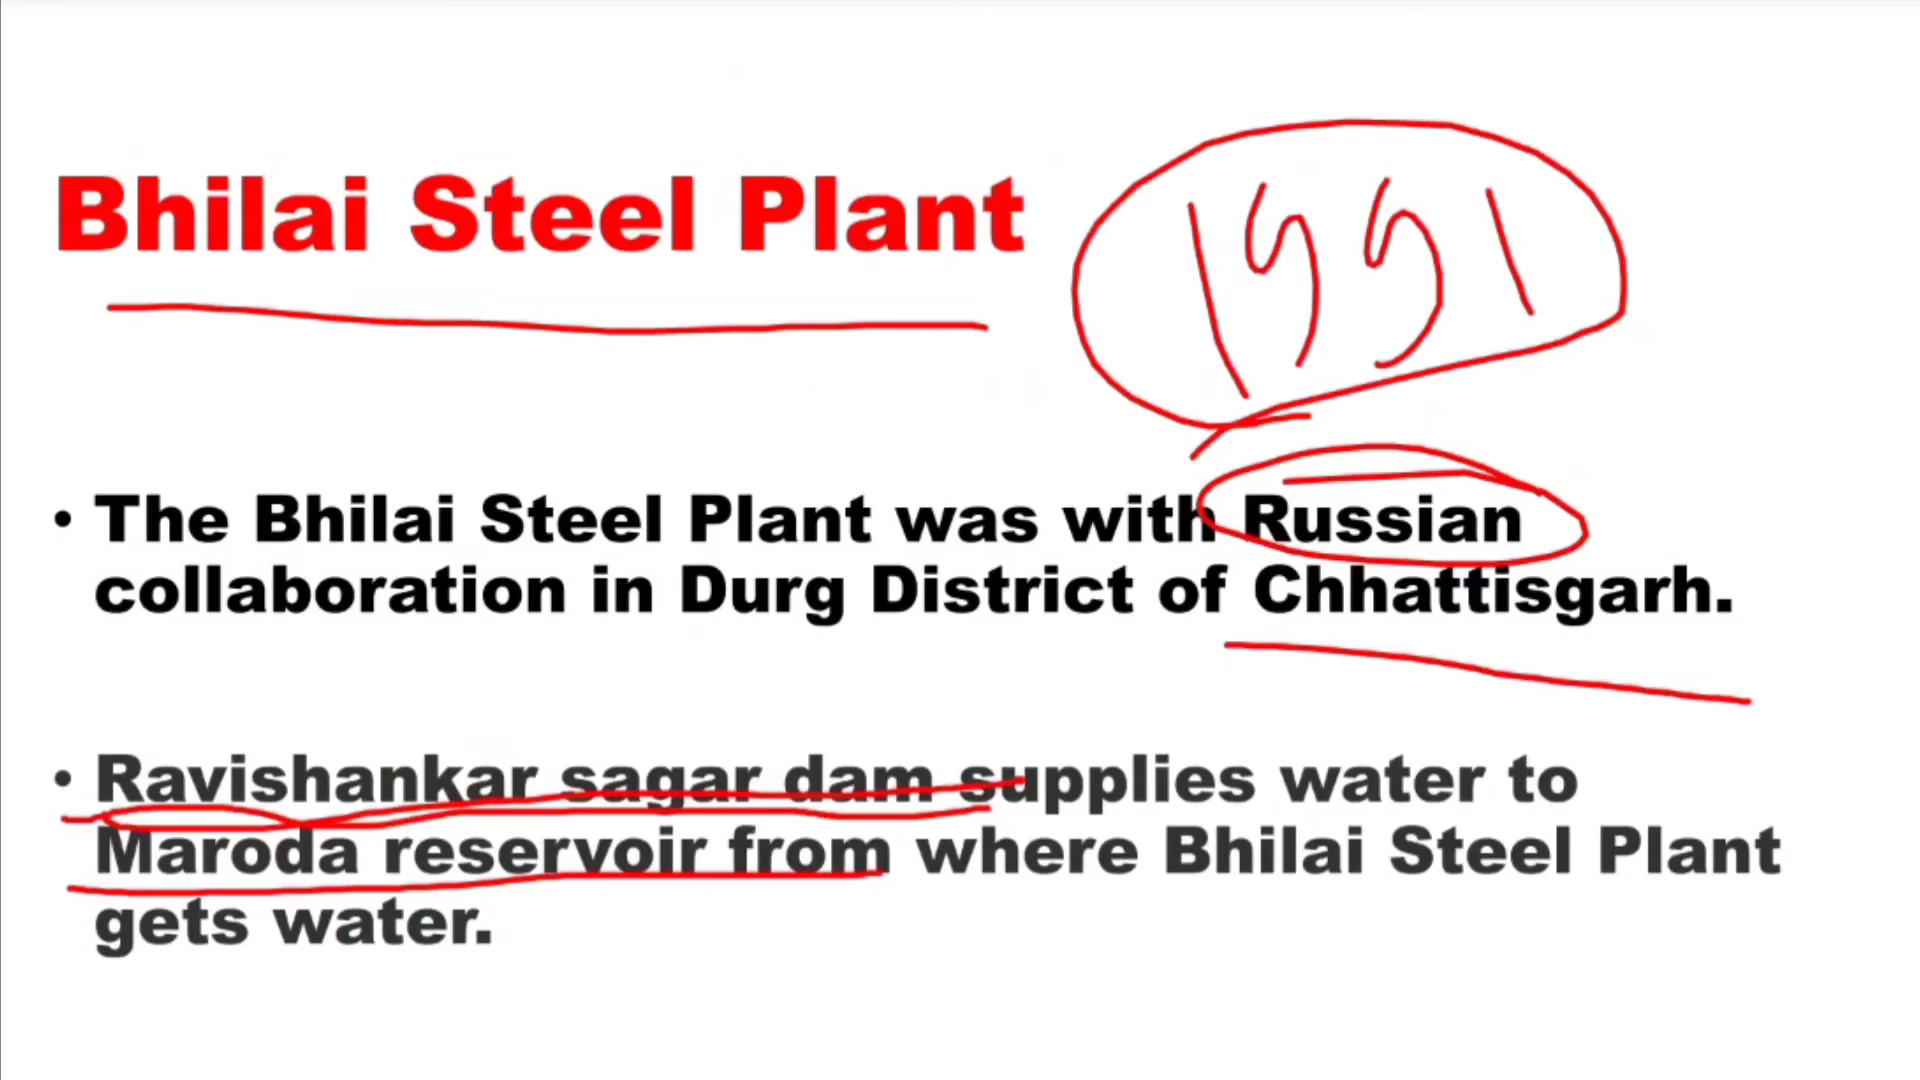 Bhilai Steel Plant
1991
• The Bhilai Steel Plant was with Russian
collaboration in Durg District of Chhattisgarh.
• Ravishankar sagar dam supplies water to
Maroda reservoir from where Bhilai Steel Plant
gets water.